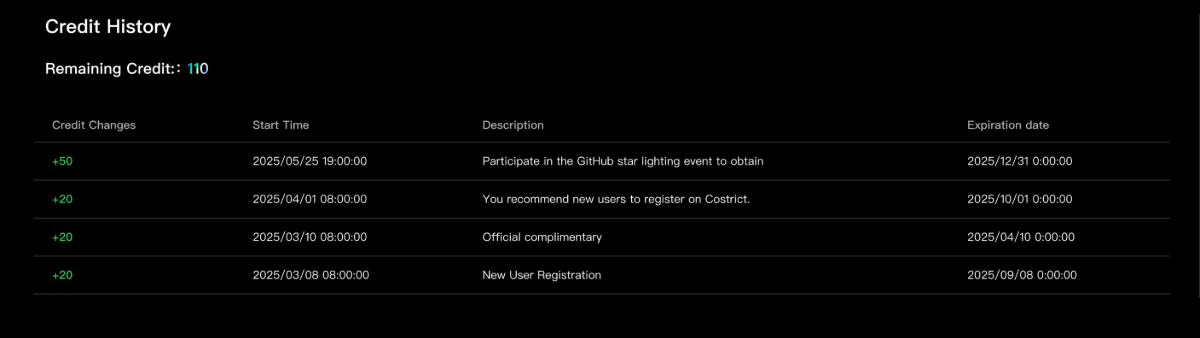 Credit History
Remaining Credit:: 110
Credit Changes Start Time Description Expiration date
+50 2025/05/25 19:00:00 Participate in the GitHub star lighting event to obtain 2025/12/31 0:00:00
+20 2025/04/01 08:00:00 You recommend new users to register on Costrict. 2025/10/01 0:00:00
+20 2025/03/10 08:00:00 Official complimentary 2025/04/10 0:00:00
+20 2025/03/08 08:00:00 New User Registration 2025/09/08 0:00:00